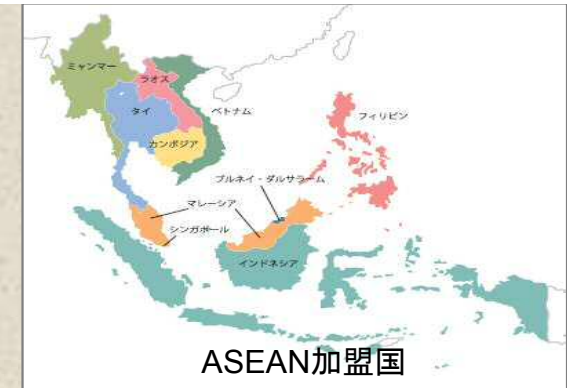 ミャンマー
ラオス
タイ
ベトナム
フィリピン
カンボジア
ブルネイ・ダルサラーム
マレーシア
シンガポール
インドネシア
ASEAN加盟国